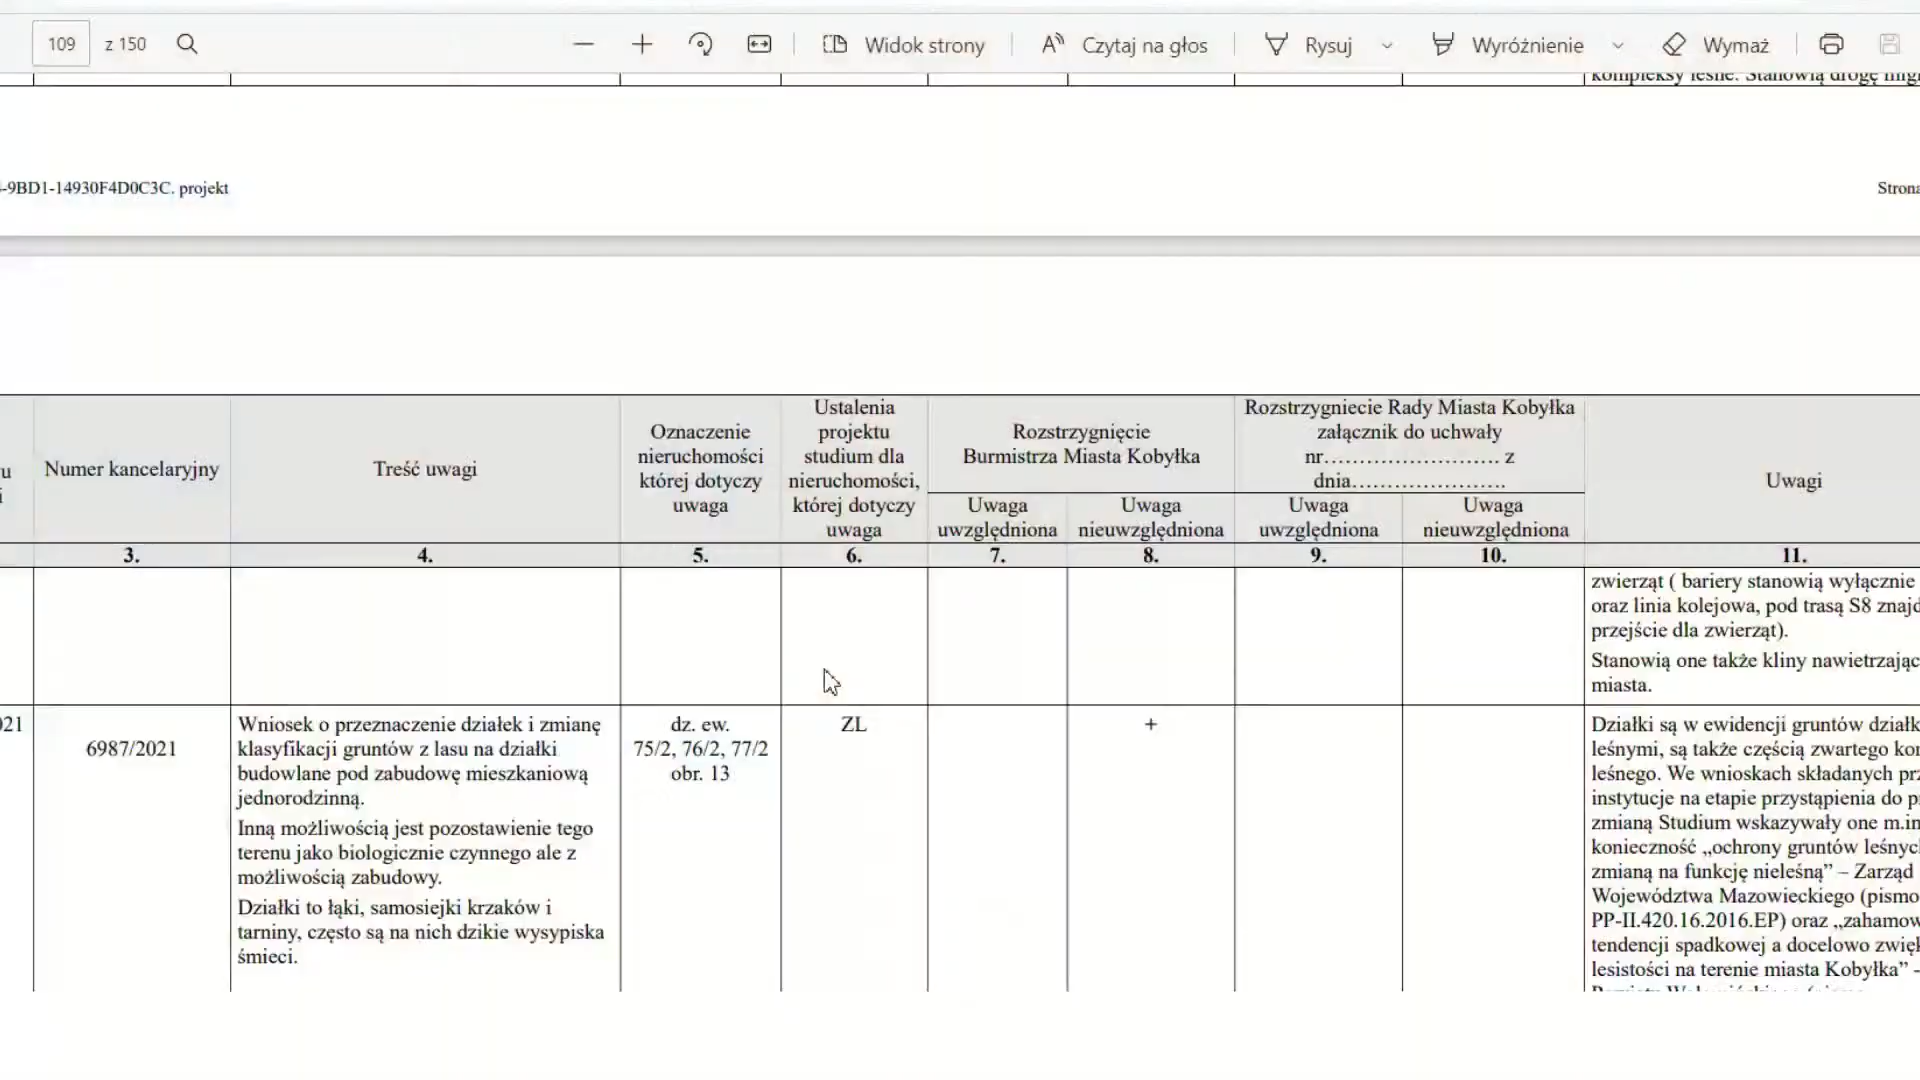 109 z 150 Widok strony Czytaj na głos Rysuj Wyróżnienie Wymaż
kompleksy leśne. Stanowią drogę
-9BD1-14930F4D0C3C. projekt
Strona
Numer kancelaryjny
Treść uwagi
Oznaczenie
nieruchomości
której dotyczy
uwaga
Ustalenia
projektu
studium dla
nieruchomości,
której dotyczy
uwaga
Rozstrzygnięcie
Burmistrza Miasta Kobyłka
Uwaga
uwzględniona
Uwaga
nieuwzględniona
Rozstrzygniecie Rady Miasta Kobyłka
załącznik do uchwały
nr........................ z
dnia.....................
Uwaga
uwzględniona
Uwaga
nieuwzględniona
Uwagi
3. 4. 5. 6. 7. 8. 9. 10. 11.
zwierząt ( bariery stanowią wyłącznie
oraz linia kolejowa, pod trasą S8
przejście dla zwierząt).
Stanowią one także kliny
miasta.
021
6987/2021
Wniosek o przeznaczenie działek i zmianę
klasyfikacji gruntów z lasu na działki
budowlane pod zabudowę mieszkaniową
jednorodzinną.
Inną możliwością jest pozostawienie tego
terenu jako biologicznie czynnego ale z
możliwością zabudowy.
Działki to łąki, samosiejki krzaków i
tarniny, często są na nich dzikie wysypiska
śmieci.
dz. ew.
75/2, 76/2, 77/2
obr. 13
ZL
+
Działki są w ewidencji gruntów
leśnymi, są także częścią zwartego
leśnego. We wnioskach składanych
instytucje na etapie przystąpienia do
zmianą Studium wskazywały one m.in
konieczność „ochrony gruntów
zmianą na funkcję nieleśną” – Zarząd
Województwa Mazowieckiego (pismo
PP-II.420.16.2016.EP) oraz
tendencji spadkowej a docelowo
lesistości na terenie miasta Kobyłka” -